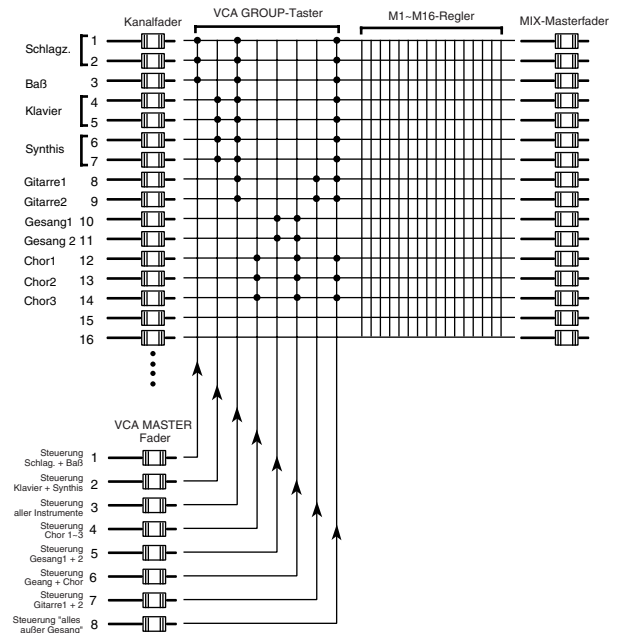 Kanalfader
VCA GROUP-Taster
M1~M16-Regler
MIX-Masterfader
Schlagz.
1
2
Baß 3
Klavier
4
5
Synthis
6
7
Gitarre1 8
Gitarre2 9
Gesang1 10
Gesang 2 11
Chor1 12
Chor2 13
Chor3 14
15
16
VCA MASTER
Fader
Steuerung
Schlag. + Baß 1
Steuerung
Klavier + Synthis 2
Steuerung
aller Instrumente 3
Steuerung
Chor 1~3 4
Steuerung
Gesang1 + 2 5
Steuerung
Geang + Chor 6
Steuerung
Gitarre1 + 2 7
Steuerung "alles
außer Gesang" 8